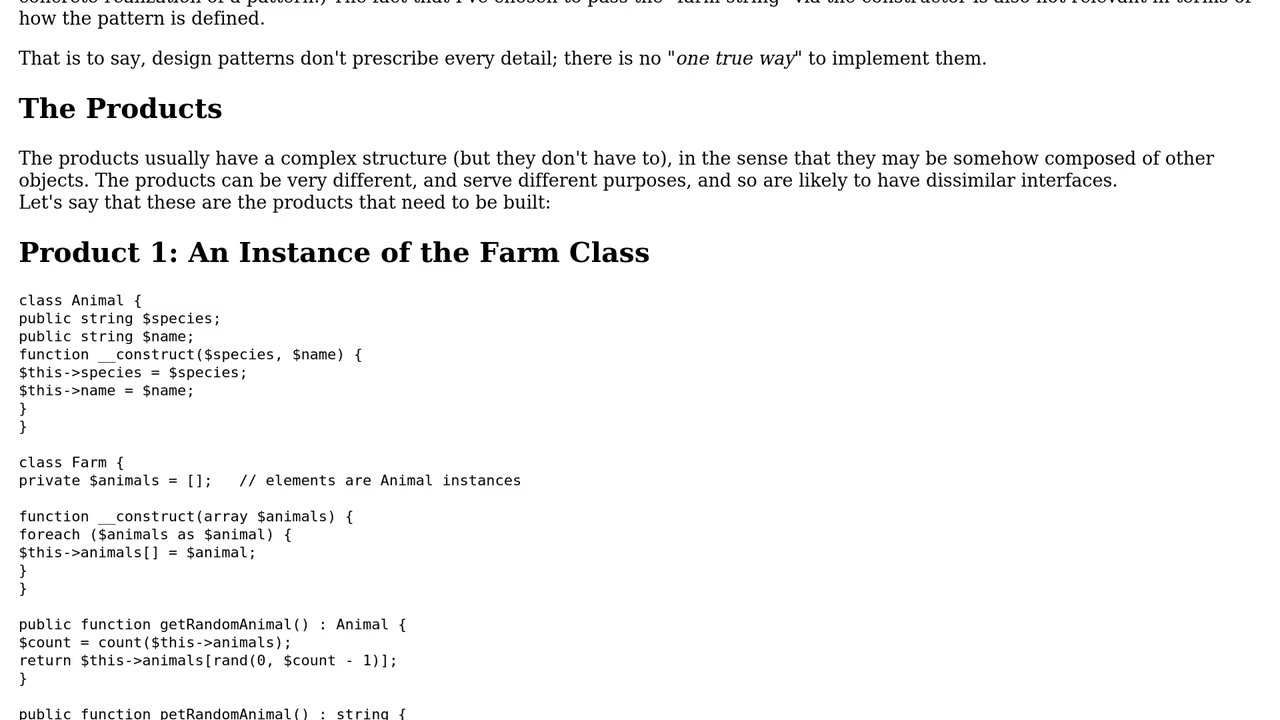 how the pattern is defined.
That is to say, design patterns don't prescribe every detail; there is no "one true way" to implement them.
The Products
The products usually have a complex structure (but they don't have to), in the sense that they may be somehow composed of other
objects. The products can be very different, and serve different purposes, and so are likely to have dissimilar interfaces.
Let's say that these are the products that need to be built:
Product 1: An Instance of the Farm Class
class Animal {
public string $species;
public string $name;
function __construct($species, $name) {
$this->species = $species;
$this->name = $name;
}
}
class Farm {
private $animals = [];   // elements are Animal instances
function __construct(array $animals) {
foreach ($animals as $animal) {
$this->animals[] = $animal;
}
}
public function getRandomAnimal() : Animal {
$count = count($this->animals);
return $this->animals[rand(0, $count - 1)];
}
public function petRandomAnimal() : string {